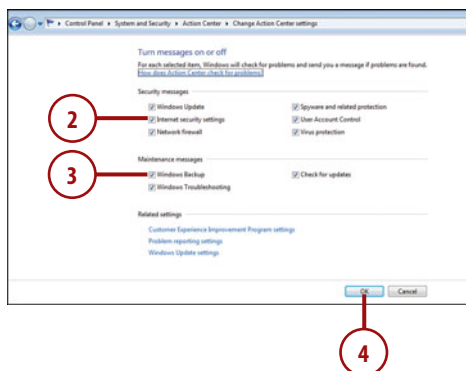 Control Panel ▸ System and Security ▸ Action Center ▸ Change Action Center settings
Turn messages on or off
For each selected item, Windows will check for problems and send you a message if problems are found.
How does Action Center check for problems?
Security messages
Windows Update
Spyware and related protection
2
Internet security settings
User Account Control
Network firewall
Virus protection
Maintenance messages
3
Windows Backup
Check for updates
Windows Troubleshooting
Related settings
Customer Experience Improvement Program settings
Problem reporting settings
Windows Update settings
OK Cancel
4